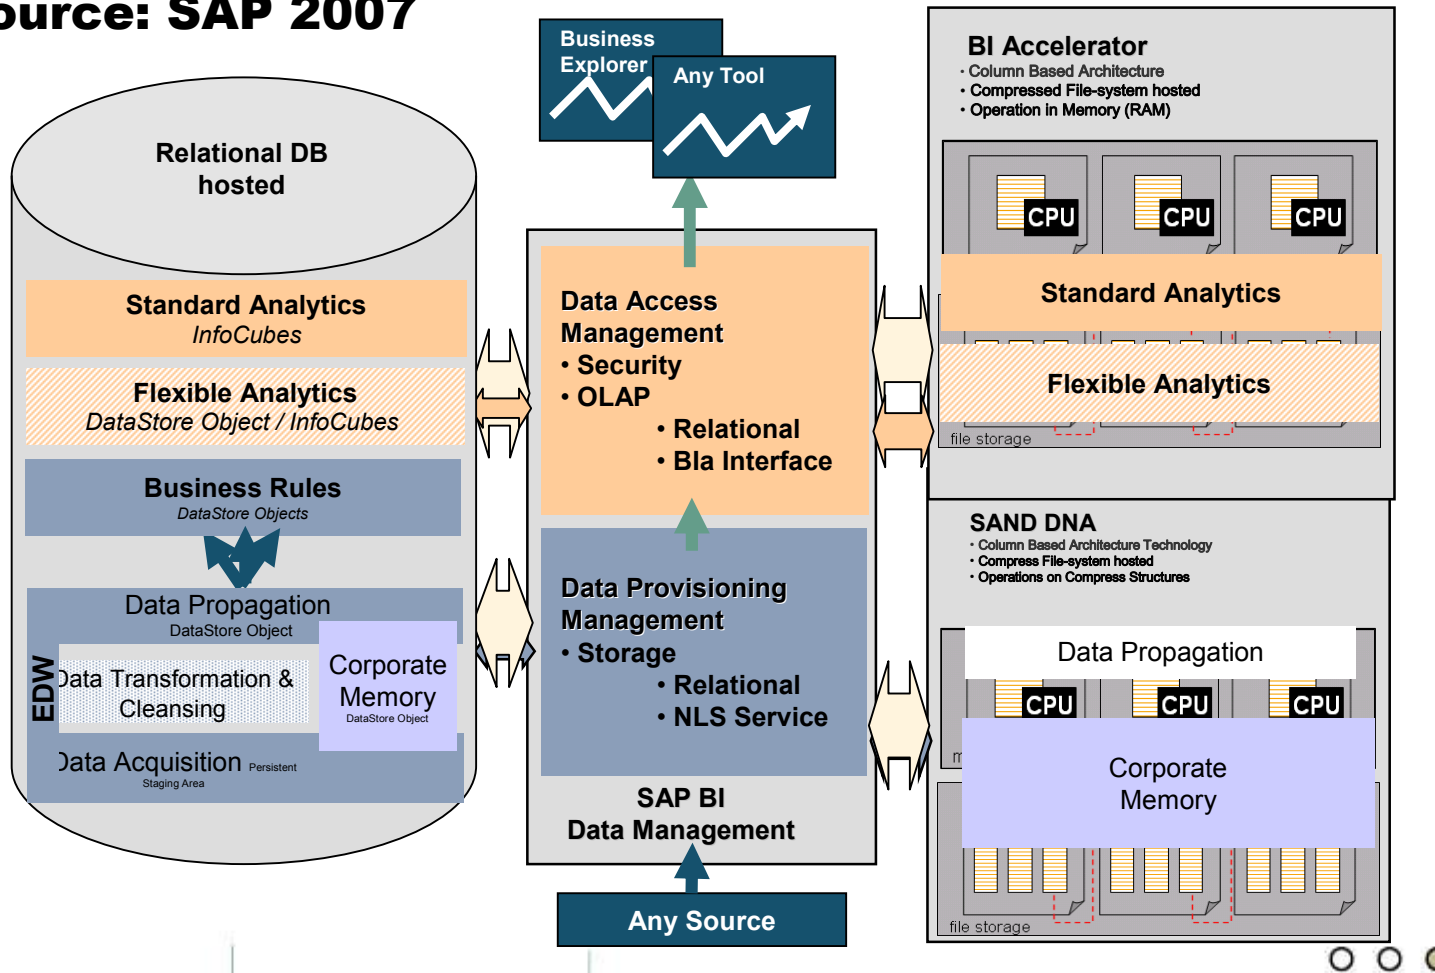 ource: SAP 2007
Business
Explorer
Any Tool
Relational DB
hosted
Standard Analytics
InfoCubes
Flexible Analytics
DataStore Object / InfoCubes
Business Rules
DataStore Objects
Data Propagation
DataStore Object
EDW
Data Transformation &
Cleansing
Corporate
Memory
DataStore Object
Data Acquisition Persistent
Staging Area
Data Access
Management
• Security
• OLAP
• Relational
• Bla Interface
Data Provisioning
Management
• Storage
• Relational
• NLS Service
SAP BI
Data Management
Any Source
BI Accelerator
• Column Based Architecture
• Compressed File-system hosted
• Operation in Memory (RAM)
CPU CPU CPU
Standard Analytics
Flexible Analytics
file storage
SAND DNA
• Column Based Architecture Technology
• Compress File-system hosted
• Operations on Compress Structures
Data Propagation
CPU CPU CPU
Corporate
Memory
file storage